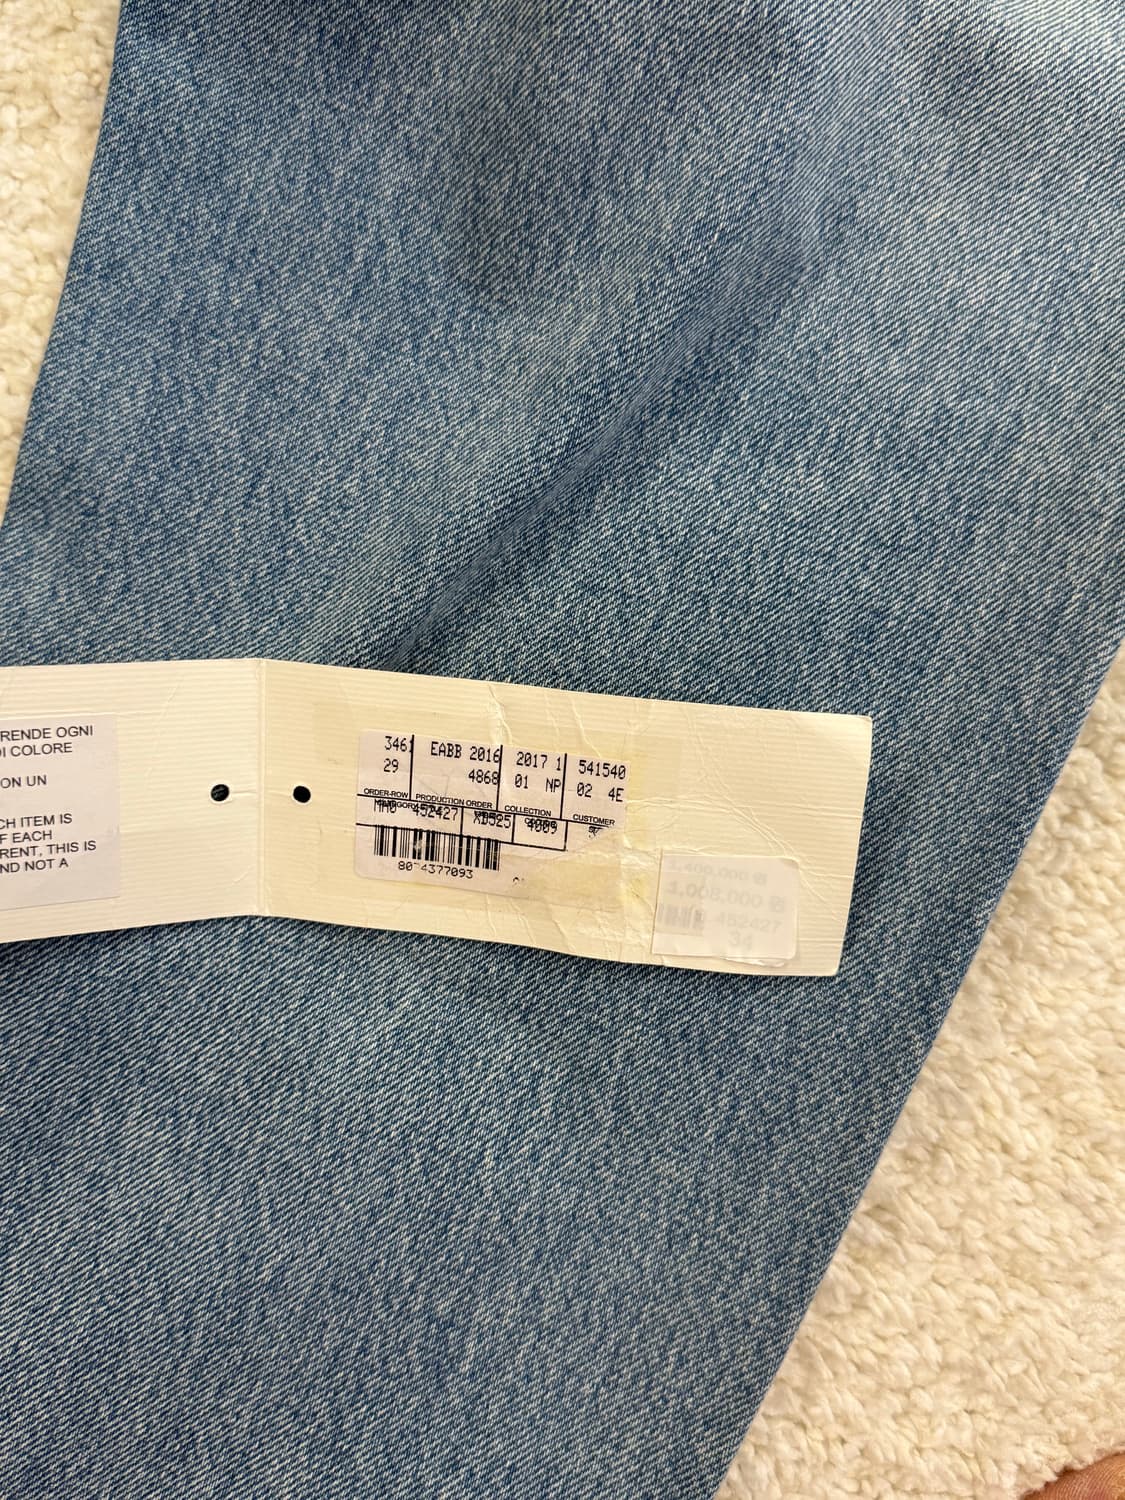 RENDE OGNI
DI COLORE
ON UN
CH ITEM IS
F EACH
RENT, THIS IS
ND NOT A
3461 EABB 2016 2017 1 541540
29 4868 01 NP 02 4E
ORDER-ROW PRODUCTION ORDER COLLECTION CUSTOMER
452427 XD525 4009
4377093
1.008.000
452427
34